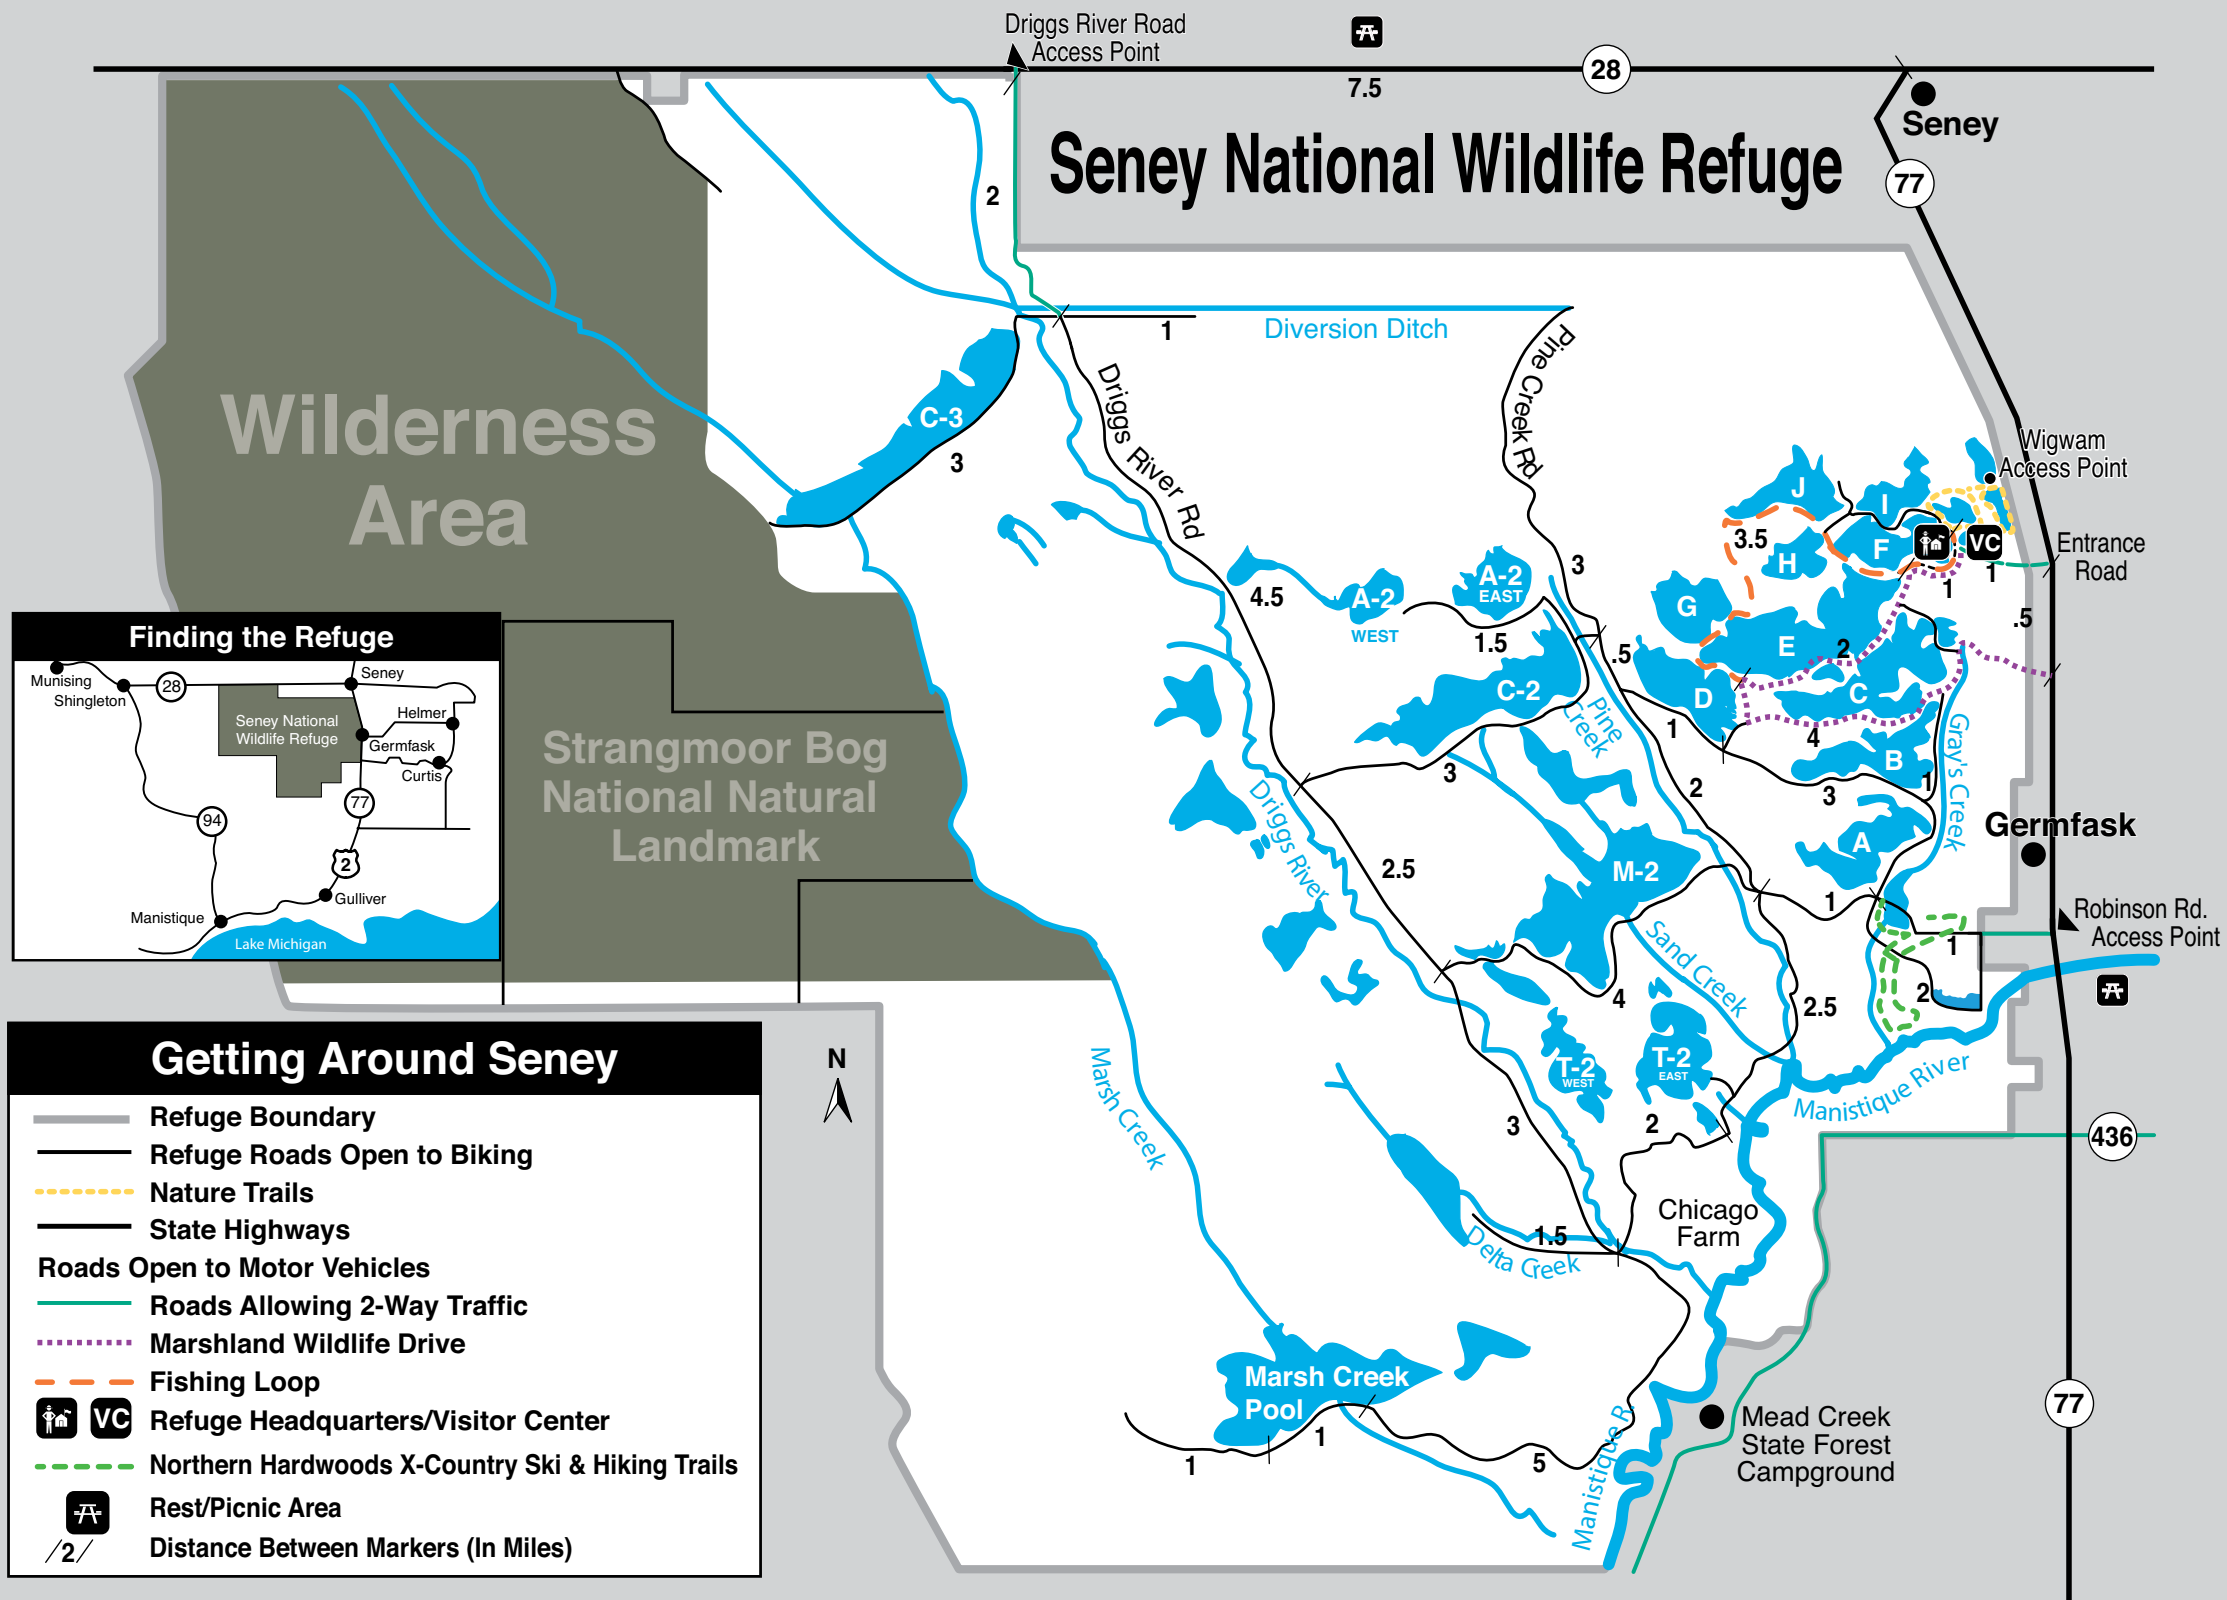 Driggs River Road
Access Point
28
7.5
Seney
Seney National Wildlife Refuge
77
2
1
Diversion Ditch
Pine Creek Rd
Driggs River Rd
Wilderness
Area
C-3
3
Wigwam
Access Point
J
I
3.5
F
VC
H
Entrance
Road
1
1
3
A-2
EAST
4.5
A-2
WEST
G
.5
1.5
.5
E
2
C-2
D
C
Pine
Creek
1
4
Gray's Creek
B
1
3
2
3
Finding the Refuge
Munising
Shingleton
28
Seney
Seney National
Wildlife Refuge
Helmer
Germfask
Curtis
77
94
2
Gulliver
Manistique
Lake Michigan
Strangmoor Bog
National Natural
Landmark
Driggs River
2.5
M-2
A
Germfask
1
Robinson Rd.
Access Point
1
Sand Creek
4
2.5
2
T-2
WEST
T-2
EAST
Manistique River
Marsh Creek
3
2
436
Chicago
Farm
1.5
Delta Creek
Marsh Creek
Pool
1
1
5
Manistique R.
77
Mead Creek
State Forest
Campground
N
Getting Around Seney
Refuge Boundary
Refuge Roads Open to Biking
Nature Trails
State Highways
Roads Open to Motor Vehicles
Roads Allowing 2-Way Traffic
Marshland Wildlife Drive
Fishing Loop
VC Refuge Headquarters/Visitor Center
Northern Hardwoods X-Country Ski & Hiking Trails
Rest/Picnic Area
/2/ Distance Between Markers (In Miles)